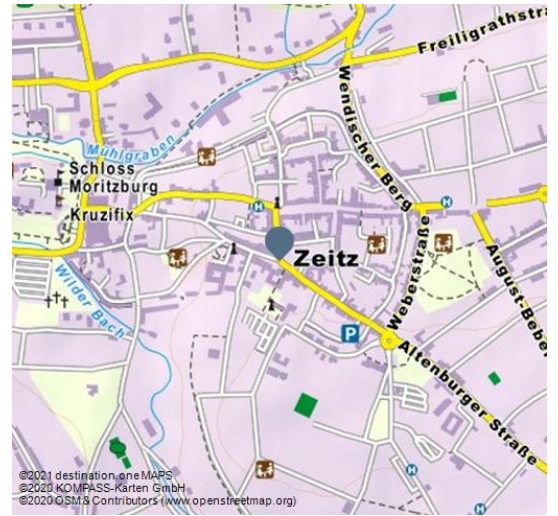 Freiligrathstra
Wendischer Berg
Mühlgraben
Schloss
Moritzburg
Kruzifix
H
H
Zeitz
Wilder Bach
Weberstraße
August-Bebel
P
Altenburger Straße
H
H
©2021 destination.one MAPS
©2020 KOMPASS-Karten GmbH
©2020 OSM & Contributors (www.openstreetmap.org)